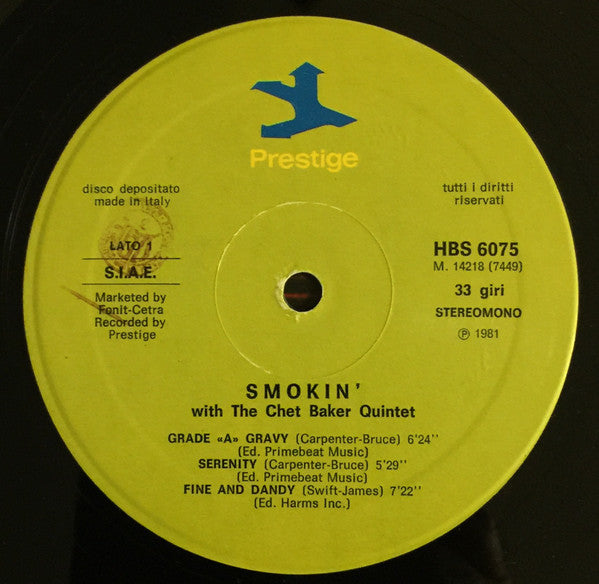 Prestige
disco depositato
made in Italy
tutti i diritti
riservati
LATO 1
S.I.A.E.
Marketed by
Fonit-Cetra
Recorded by
Prestige
HBS 6075
M. 14218 (7449)
33 giri
STEREOMONO
℗ 1981
SMOKIN'
with The Chet Baker Quintet
GRADE «A» GRAVY (Carpenter-Bruce) 6'24''
(Ed. Primebeat Music)
SERENITY (Carpenter-Bruce) 5'29''
(Ed. Primebeat Music)
FINE AND DANDY (Swift-James) 7'22''
(Ed. Harms Inc.)